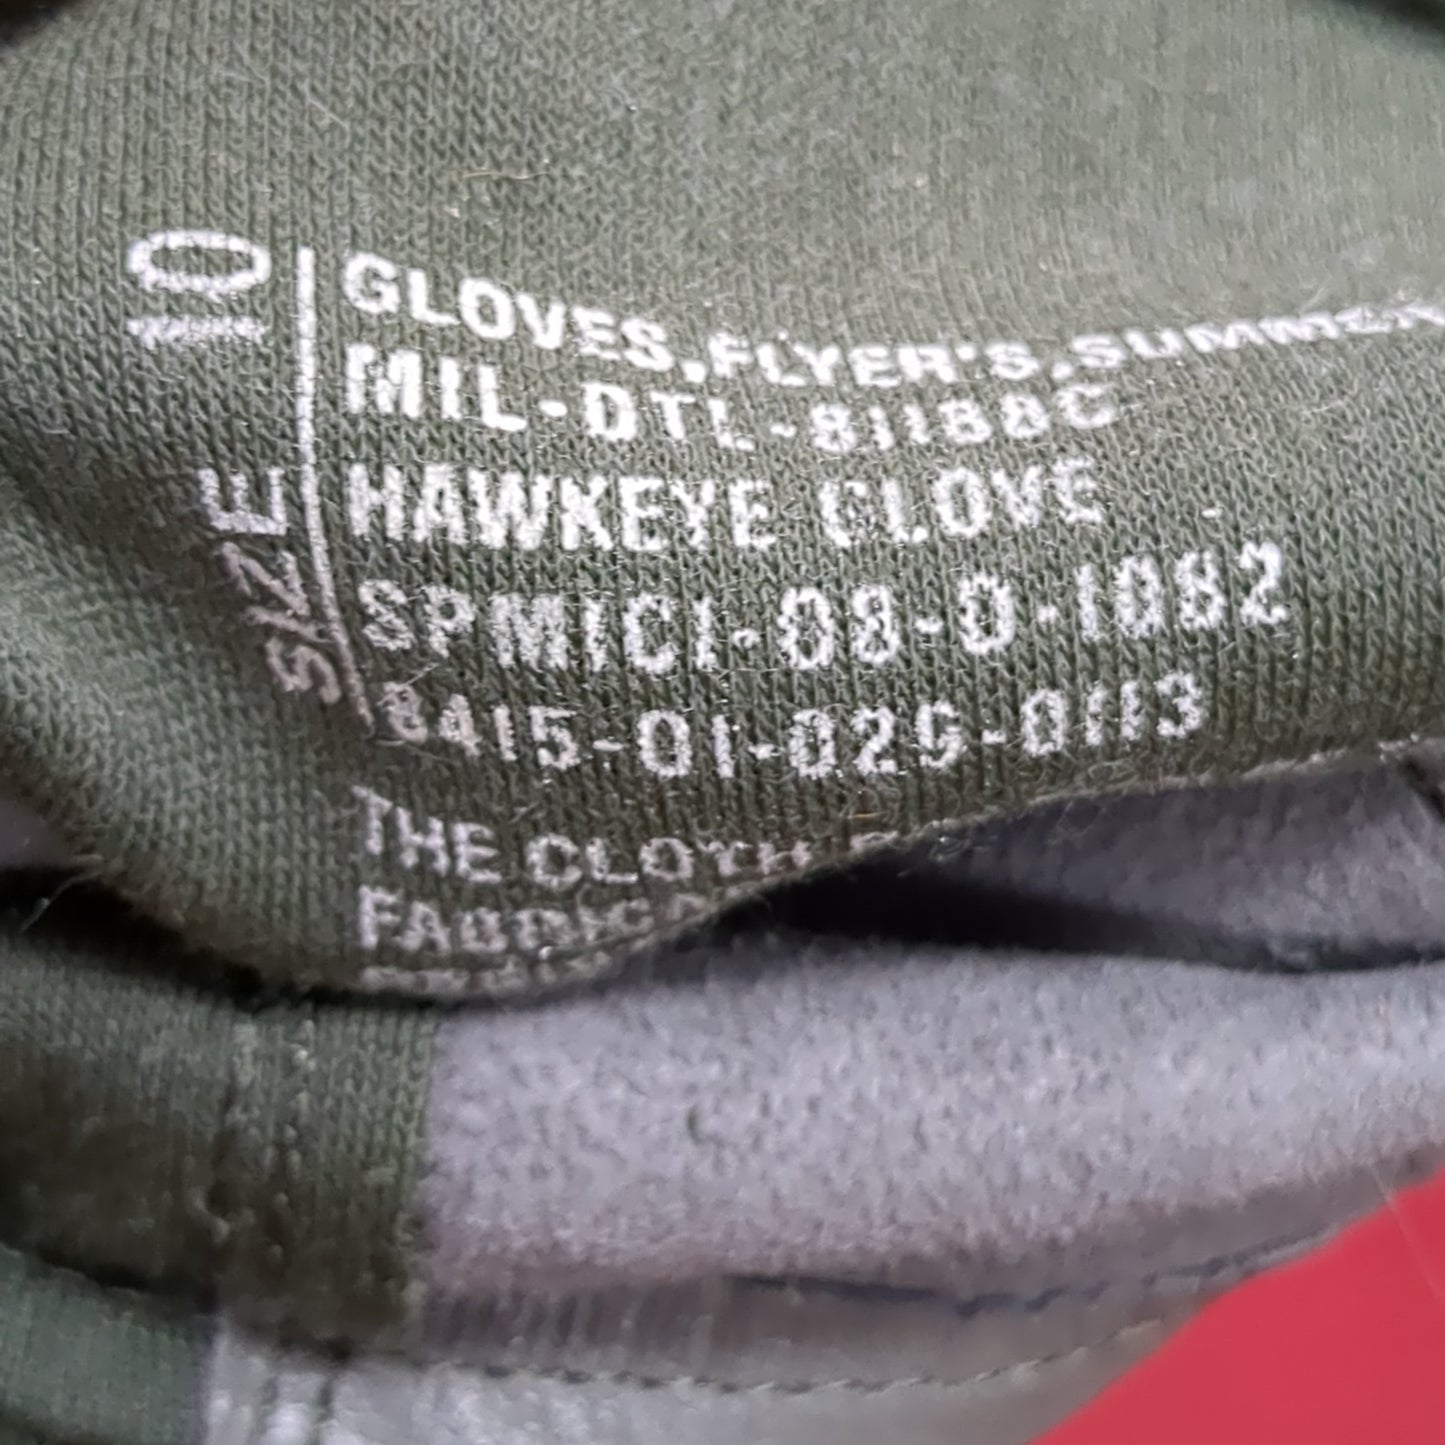 SIZE 10
GLOVES,FLYER'S,SUMMER
MIL-DTL-81188C
HAWKEYE GLOVE
SPM1C1-08-D-1082
8415-01-029-0113
THE CLOTH